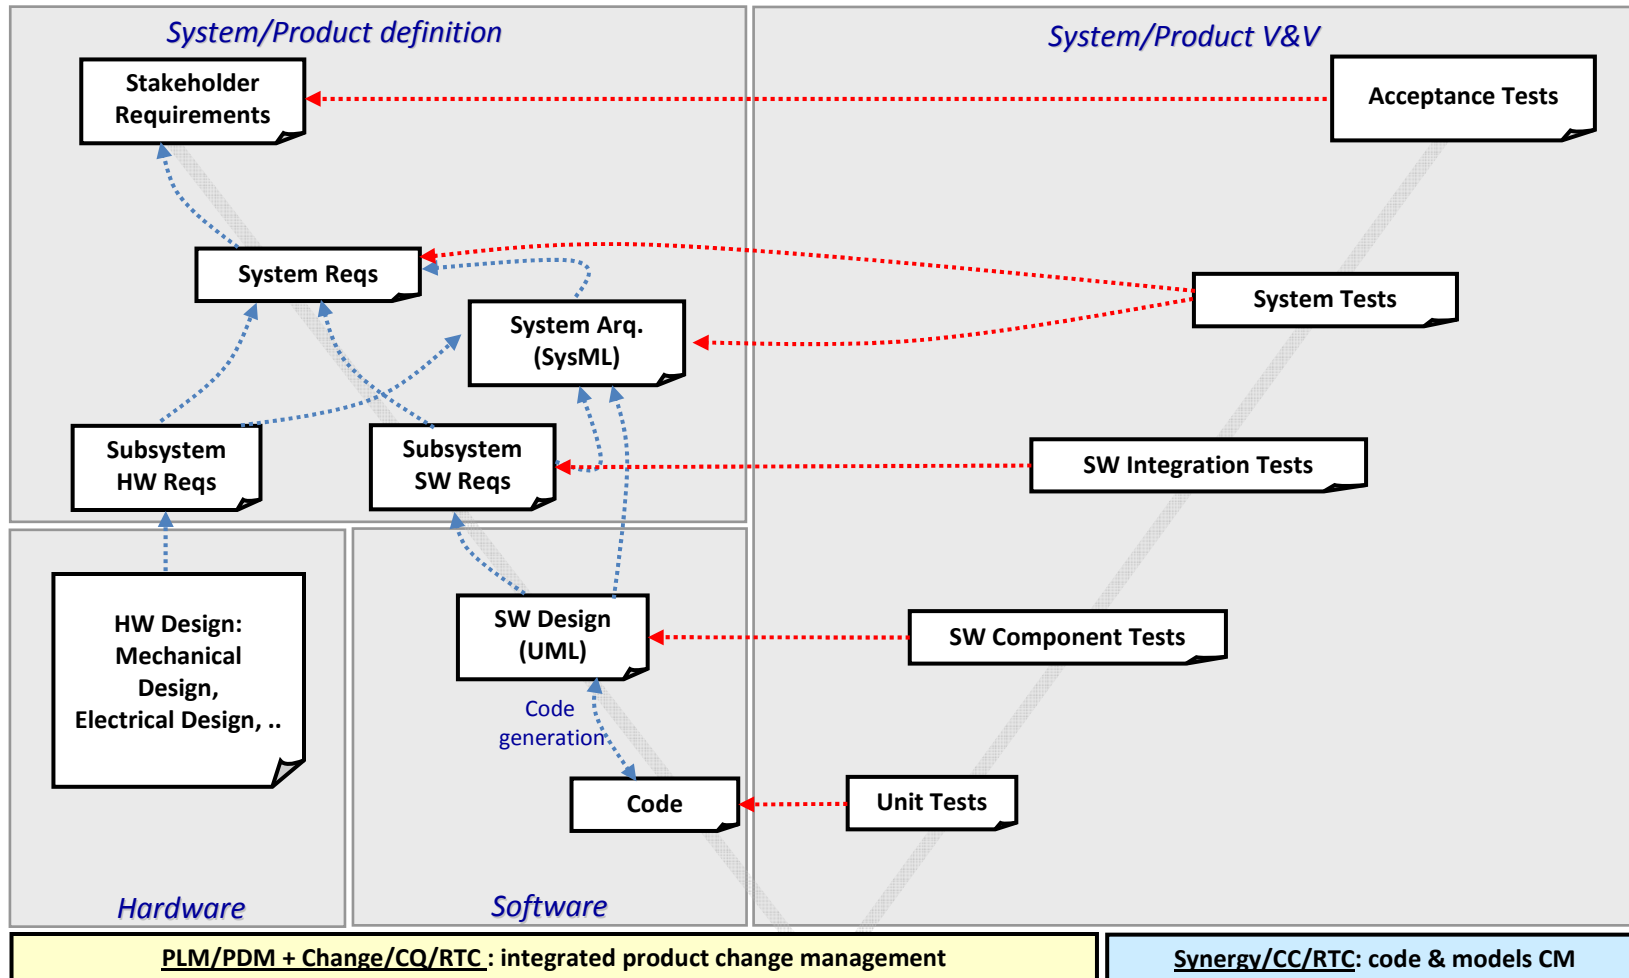 System/Product definition
System/Product V&V
Stakeholder
Requirements
Acceptance Tests
System Reqs
System Tests
System Arq.
(SysML)
Subsystem
HW Reqs
Subsystem
SW Reqs
SW Integration Tests
HW Design:
Mechanical
Design,
Electrical Design, ..
SW Design
(UML)
SW Component Tests
Code
generation
Code
Unit Tests
Hardware
Software
PLM/PDM + Change/CQ/RTC : integrated product change management
Synergy/CC/RTC: code & models CM